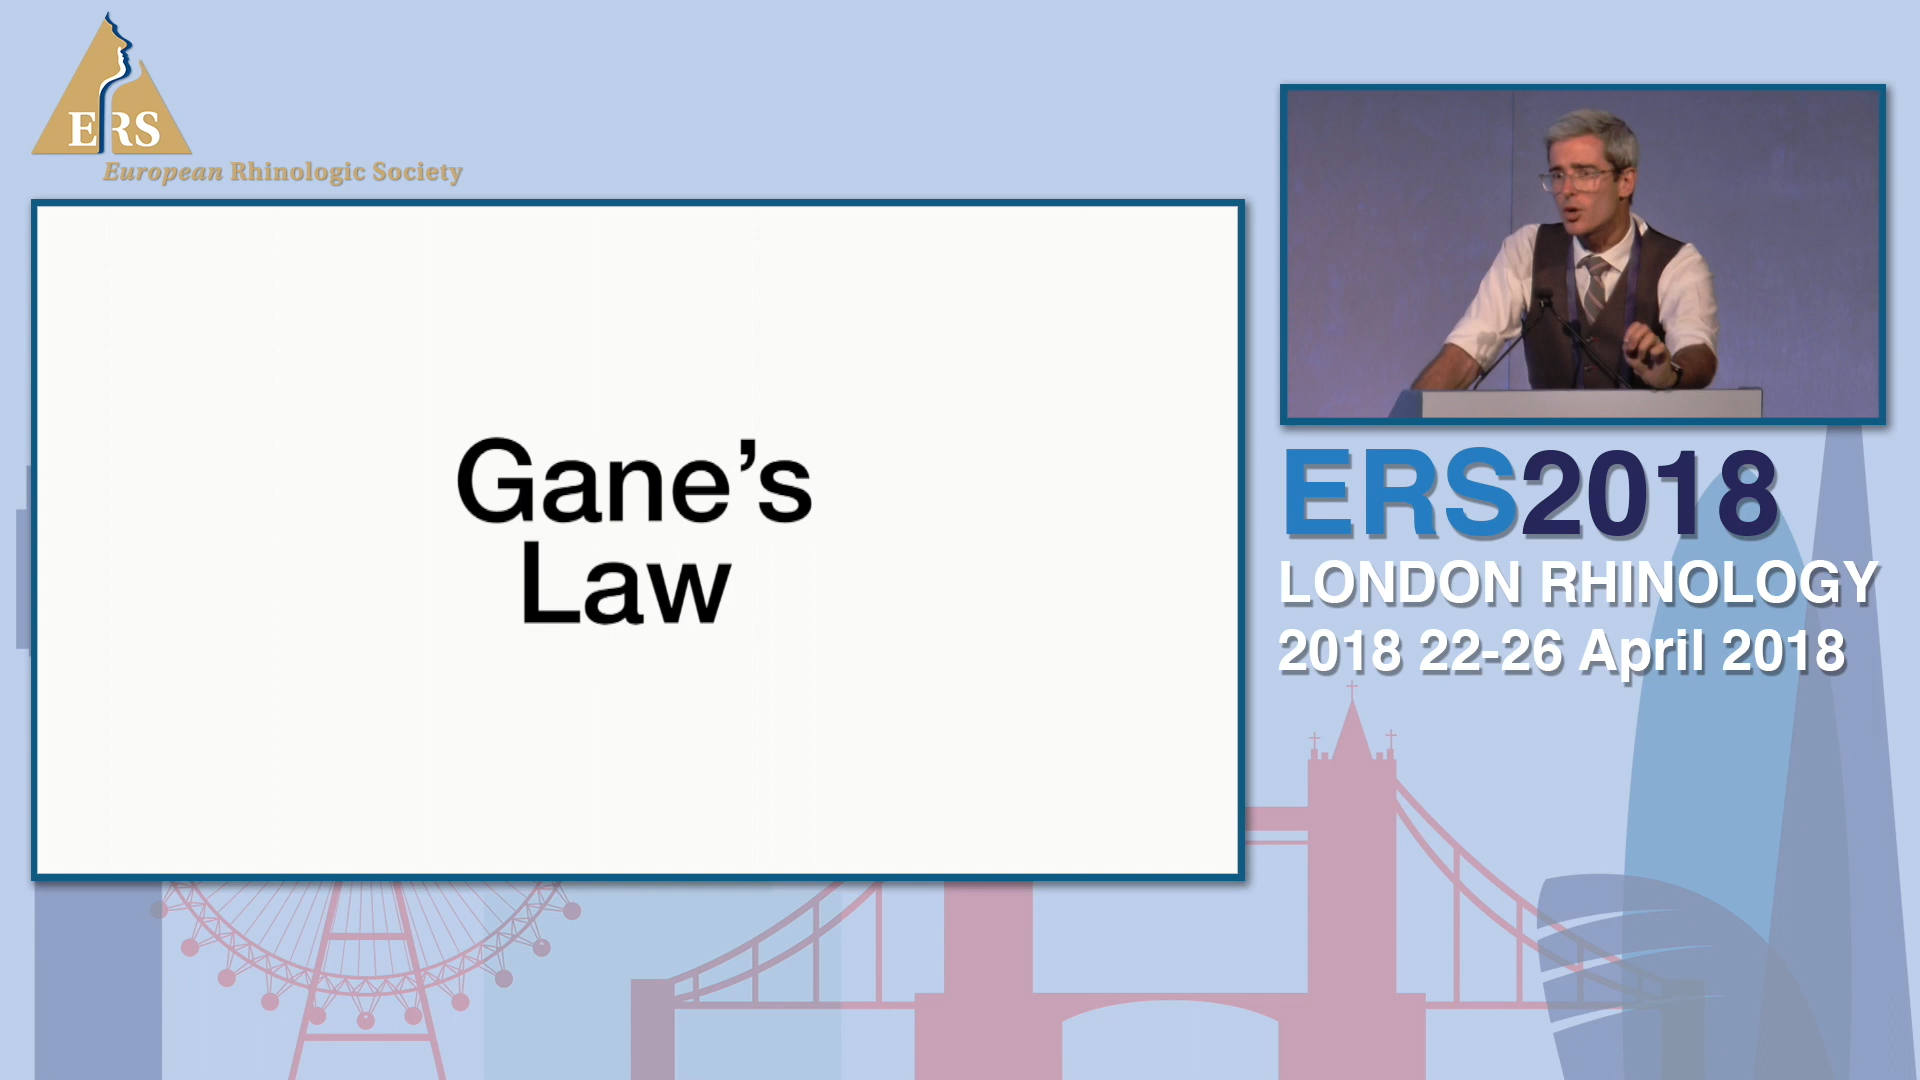 ERS
European Rhinologic Society
Gane’s
Law
ERS2018
LONDON RHINOLOGY
2018 22-26 April 2018